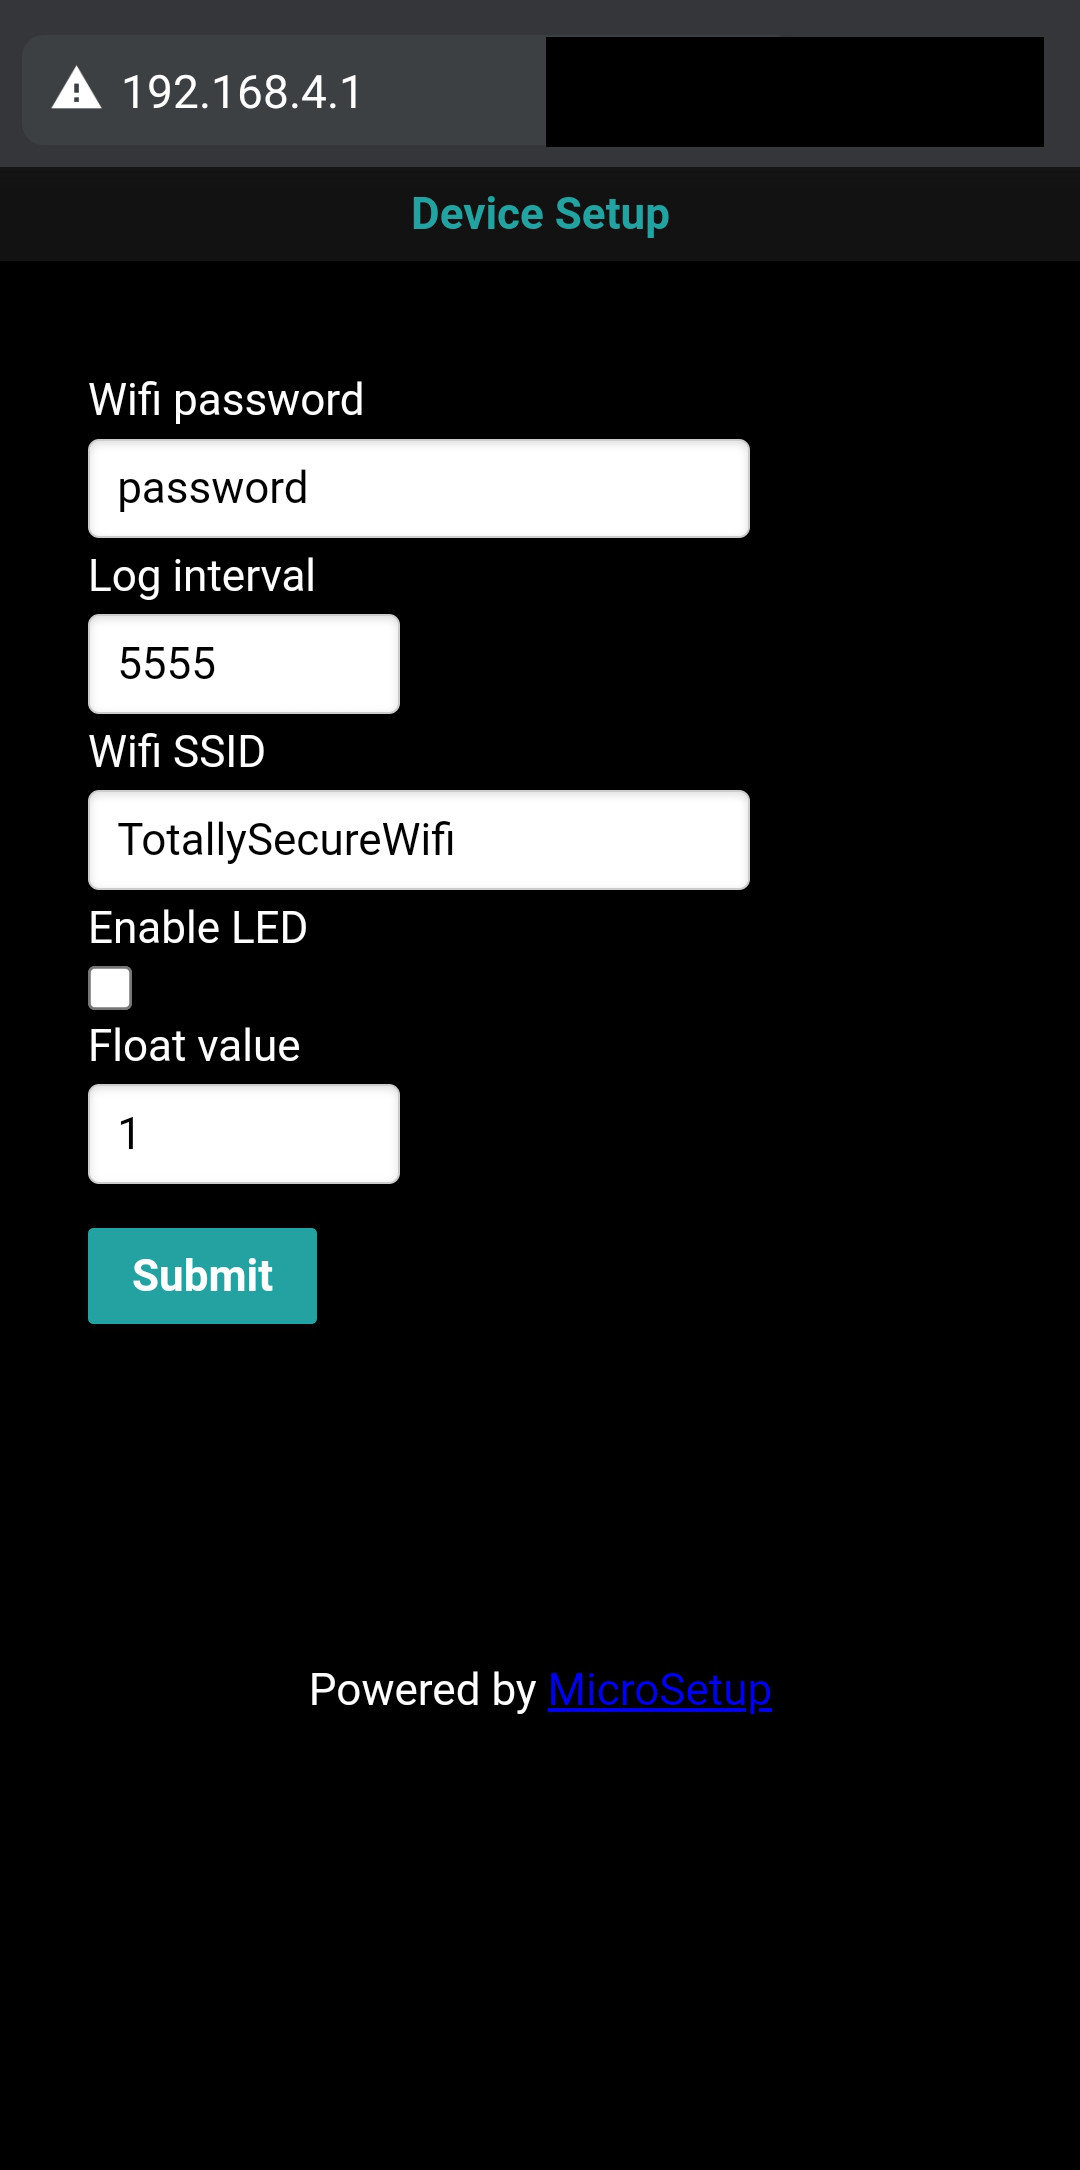 192.168.4.1
Device Setup
Wifi password
password
Log interval
5555
Wifi SSID
TotallySecureWifi
Enable LED
Float value
1
Submit
Powered by MicroSetup